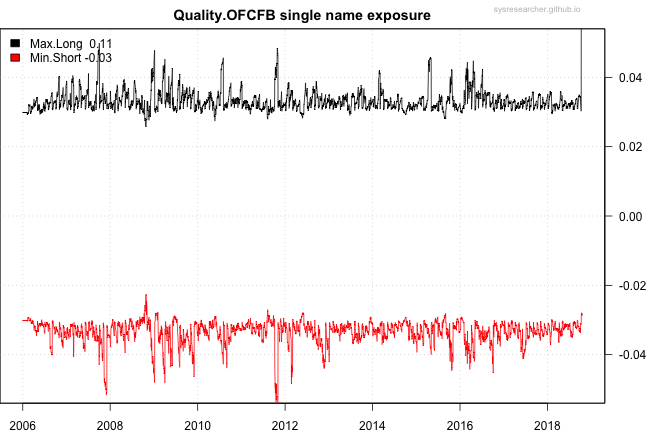 Quality.OFCFB single name exposure
sysresearcher.github.io
Max.Long 0.11
Min.Short -0.03
0.04
0.02
0.00
-0.02
-0.04
2006 2008 2010 2012 2014 2016 2018